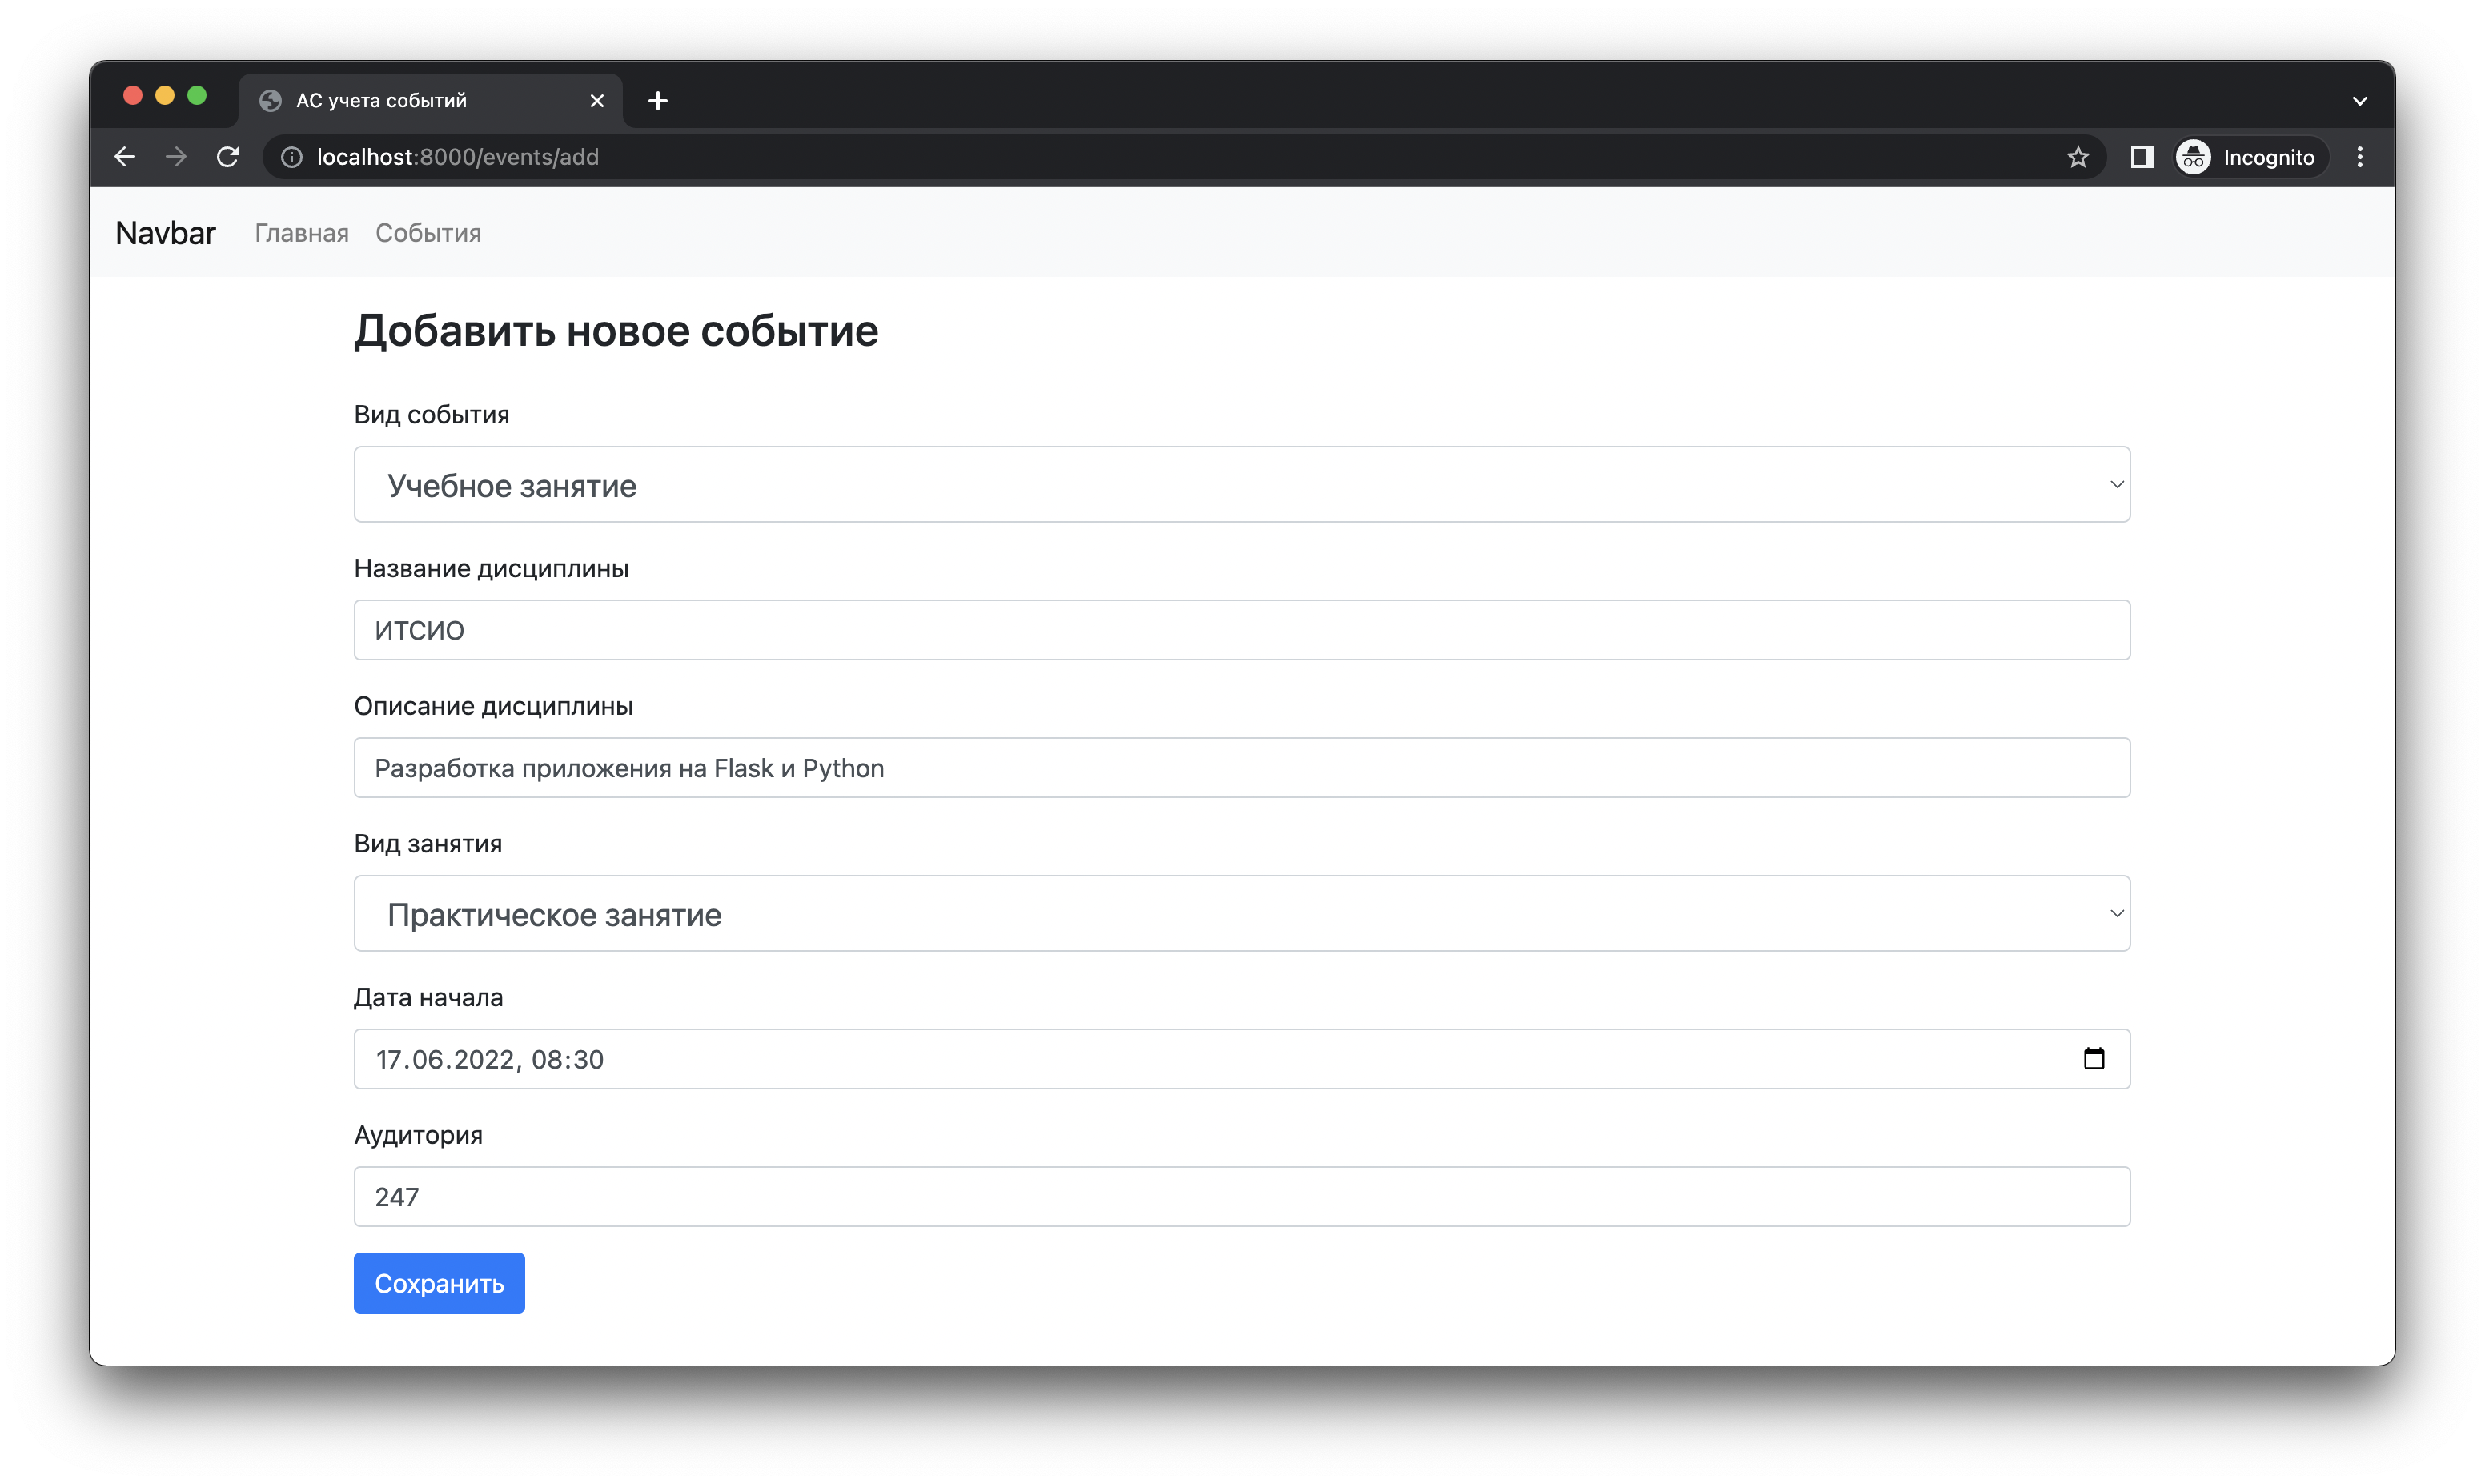 АС учета событий
localhost:8000/events/add
Incognito
Navbar Главная События
Добавить новое событие
Вид события
Учебное занятие
Название дисциплины
ИТСИО
Описание дисциплины
Разработка приложения на Flask и Python
Вид занятия
Практическое занятие
Дата начала
17.06.2022, 08:30
Аудитория
247
Сохранить